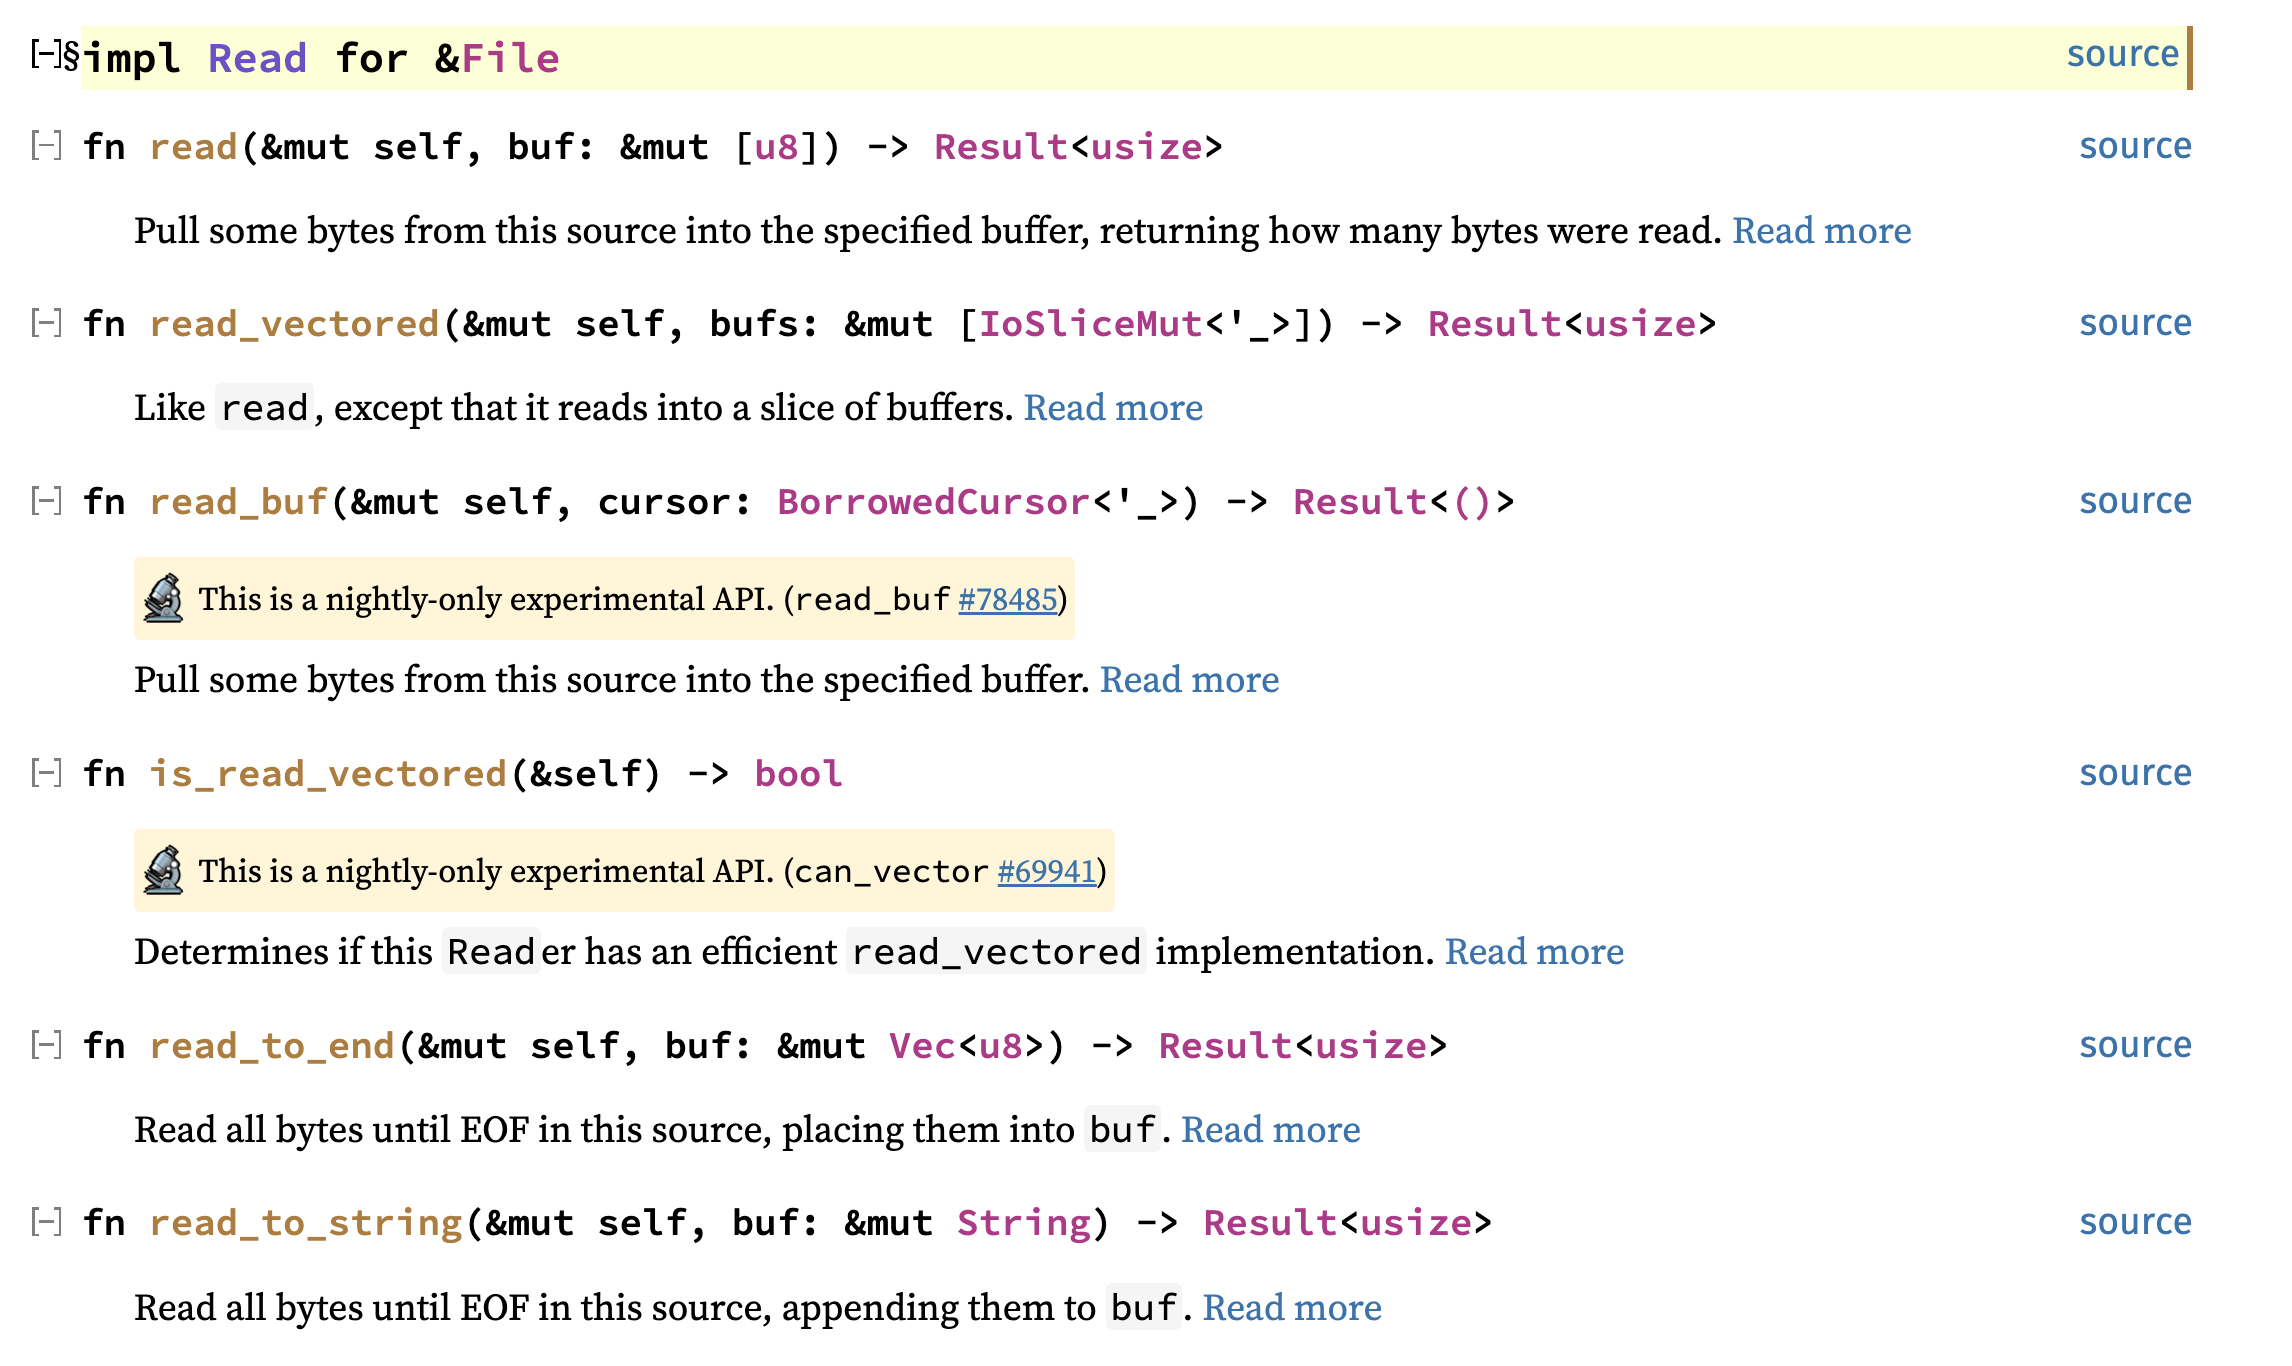 [−]§impl Read for &File source
[−] fn read(&mut self, buf: &mut [u8]) -> Result<usize> source
Pull some bytes from this source into the specified buffer, returning how many bytes were read. Read more
[−] fn read_vectored(&mut self, bufs: &mut [IoSliceMut<'_>]) -> Result<usize> source
Like read, except that it reads into a slice of buffers. Read more
[−] fn read_buf(&mut self, cursor: BorrowedCursor<'_>) -> Result<()> source
🔬 This is a nightly-only experimental API. (read_buf #78485)
Pull some bytes from this source into the specified buffer. Read more
[−] fn is_read_vectored(&self) -> bool source
🔬 This is a nightly-only experimental API. (can_vector #69941)
Determines if this Reader has an efficient read_vectored implementation. Read more
[−] fn read_to_end(&mut self, buf: &mut Vec<u8>) -> Result<usize> source
Read all bytes until EOF in this source, placing them into buf. Read more
[−] fn read_to_string(&mut self, buf: &mut String) -> Result<usize> source
Read all bytes until EOF in this source, appending them to buf. Read more